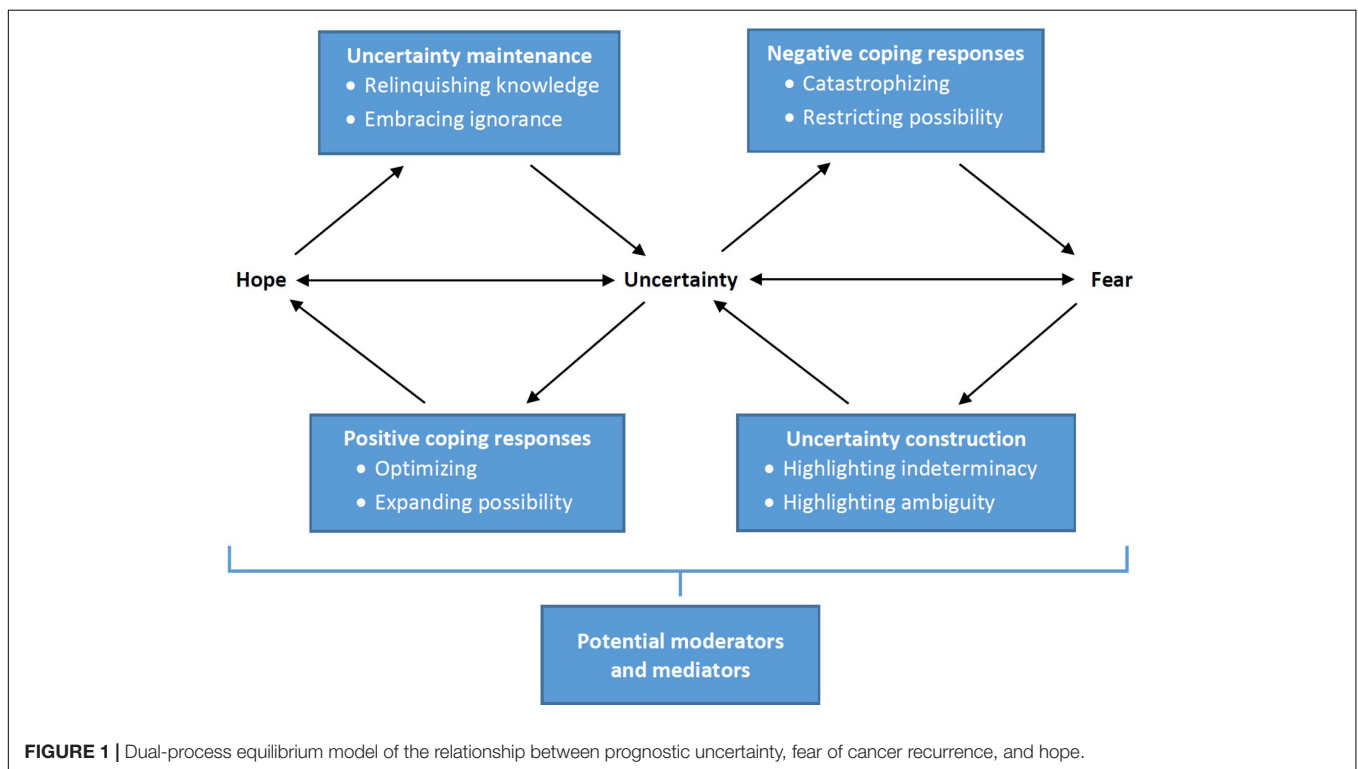 Uncertainty maintenance
• Relinquishing knowledge
• Embracing ignorance
Negative coping responses
• Catastrophizing
• Restricting possibility
Hope
Uncertainty
Fear
Positive coping responses
• Optimizing
• Expanding possibility
Uncertainty construction
• Highlighting indeterminacy
• Highlighting ambiguity
Potential moderators
and mediators
FIGURE 1 | Dual-process equilibrium model of the relationship between prognostic uncertainty, fear of cancer recurrence, and hope.